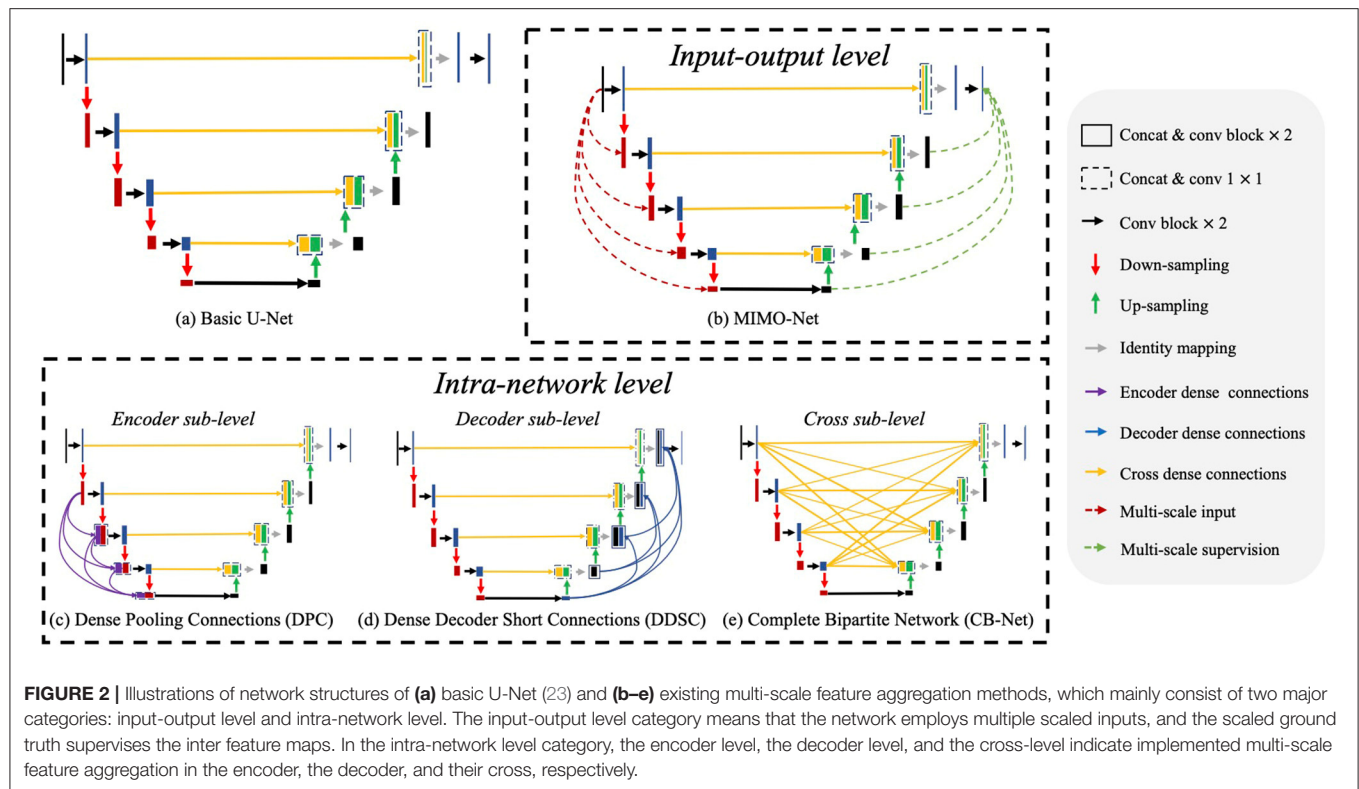 Input-output level
(a) Basic U-Net
(b) MIMO-Net
Concat & conv block × 2
Concat & conv 1 × 1
Conv block × 2
Down-sampling
Up-sampling
Identity mapping
Encoder dense connections
Decoder dense connections
Cross dense connections
Multi-scale input
Multi-scale supervision
Intra-network level
Encoder sub-level
Decoder sub-level
Cross sub-level
(c) Dense Pooling Connections (DPC)
(d) Dense Decoder Short Connections (DDSC)
(e) Complete Bipartite Network (CB-Net)
FIGURE 2 | Illustrations of network structures of (a) basic U-Net (23) and (b–e) existing multi-scale feature aggregation methods, which mainly consist of two major
categories: input-output level and intra-network level. The input-output level category means that the network employs multiple scaled inputs, and the scaled ground
truth supervises the inter feature maps. In the intra-network level category, the encoder level, the decoder level, and the cross-level indicate implemented multi-scale
feature aggregation in the encoder, the decoder, and their cross, respectively.